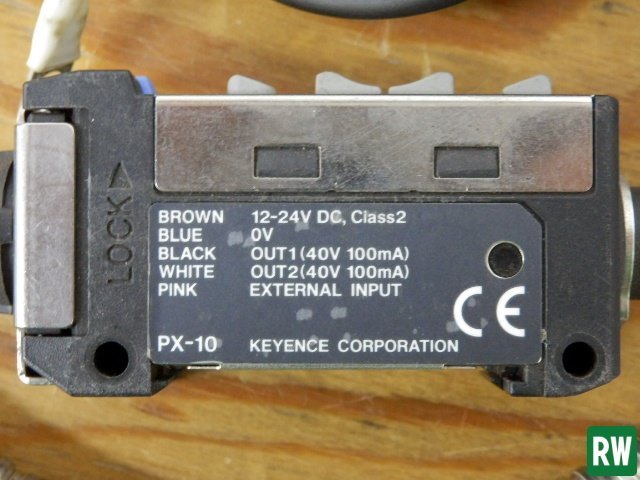 LOCK
BROWN 12-24V DC, Class2
BLUE 0V
BLACK OUT1 (40V 100mA)
WHITE OUT2 (40V 100mA)
PINK EXTERNAL INPUT
CE
PX-10 KEYENCE CORPORATION
RW